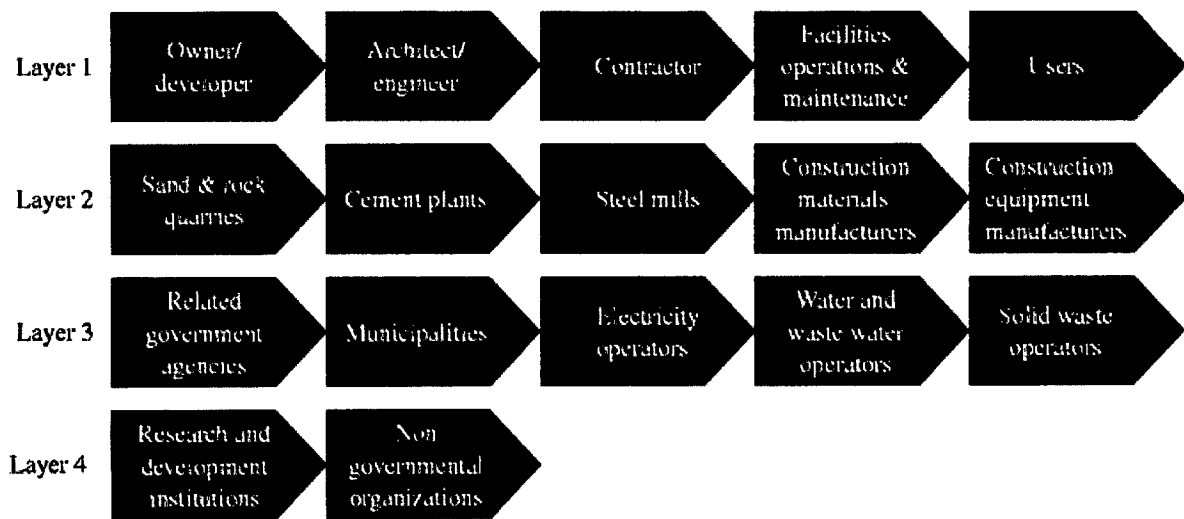 Layer 1
Owner/
developer
Architect/
engineer
Contractor
Facilities
operations &
maintenance
Users
Layer 2
Sand & rock
quarries
Cement plants
Steel mills
Construction
materials
manufacturers
Construction
equipment
manufacturers
Layer 3
Related
government
agencies
Municipalities
Electricity
operators
Water and
waste water
operators
Solid waste
operators
Layer 4
Research and
development
institutions
Non
governmental
organizations